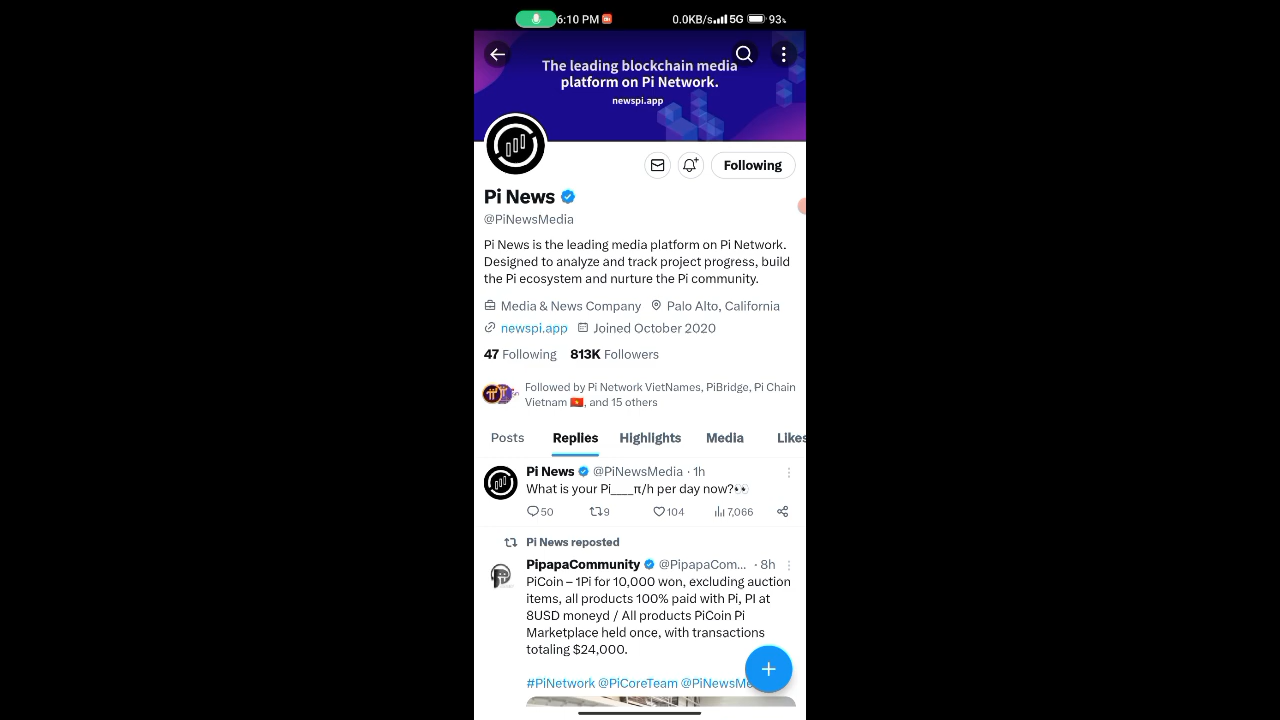 6:10 PM 0.0KB/s 5G 93%
The leading blockchain media
platform on Pi Network.
newspi.app
Following
Pi News
@PiNewsMedia
Pi News is the leading media platform on Pi Network.
Designed to analyze and track project progress, build
the Pi ecosystem and nurture the Pi community.
Media & News Company Palo Alto, California
newspi.app Joined October 2020
47 Following 813K Followers
Followed by Pi Network VietNames, PiBridge, Pi Chain
Vietnam 🇻🇳, and 15 others
Posts Replies Highlights Media Likes
Pi News @PiNewsMedia · 1h
What is your Pi____π/h per day now?👀
50 9 104 7,066
Pi News reposted
PipapaCommunity @PipapaCom... · 8h
PiCoin – 1Pi for 10,000 won, excluding auction
items, all products 100% paid with Pi, PI at
8USD moneyd / All products PiCoin Pi
Marketplace held once, with transactions
totaling $24,000.
#PiNetwork @PiCoreTeam @PiNewsMe